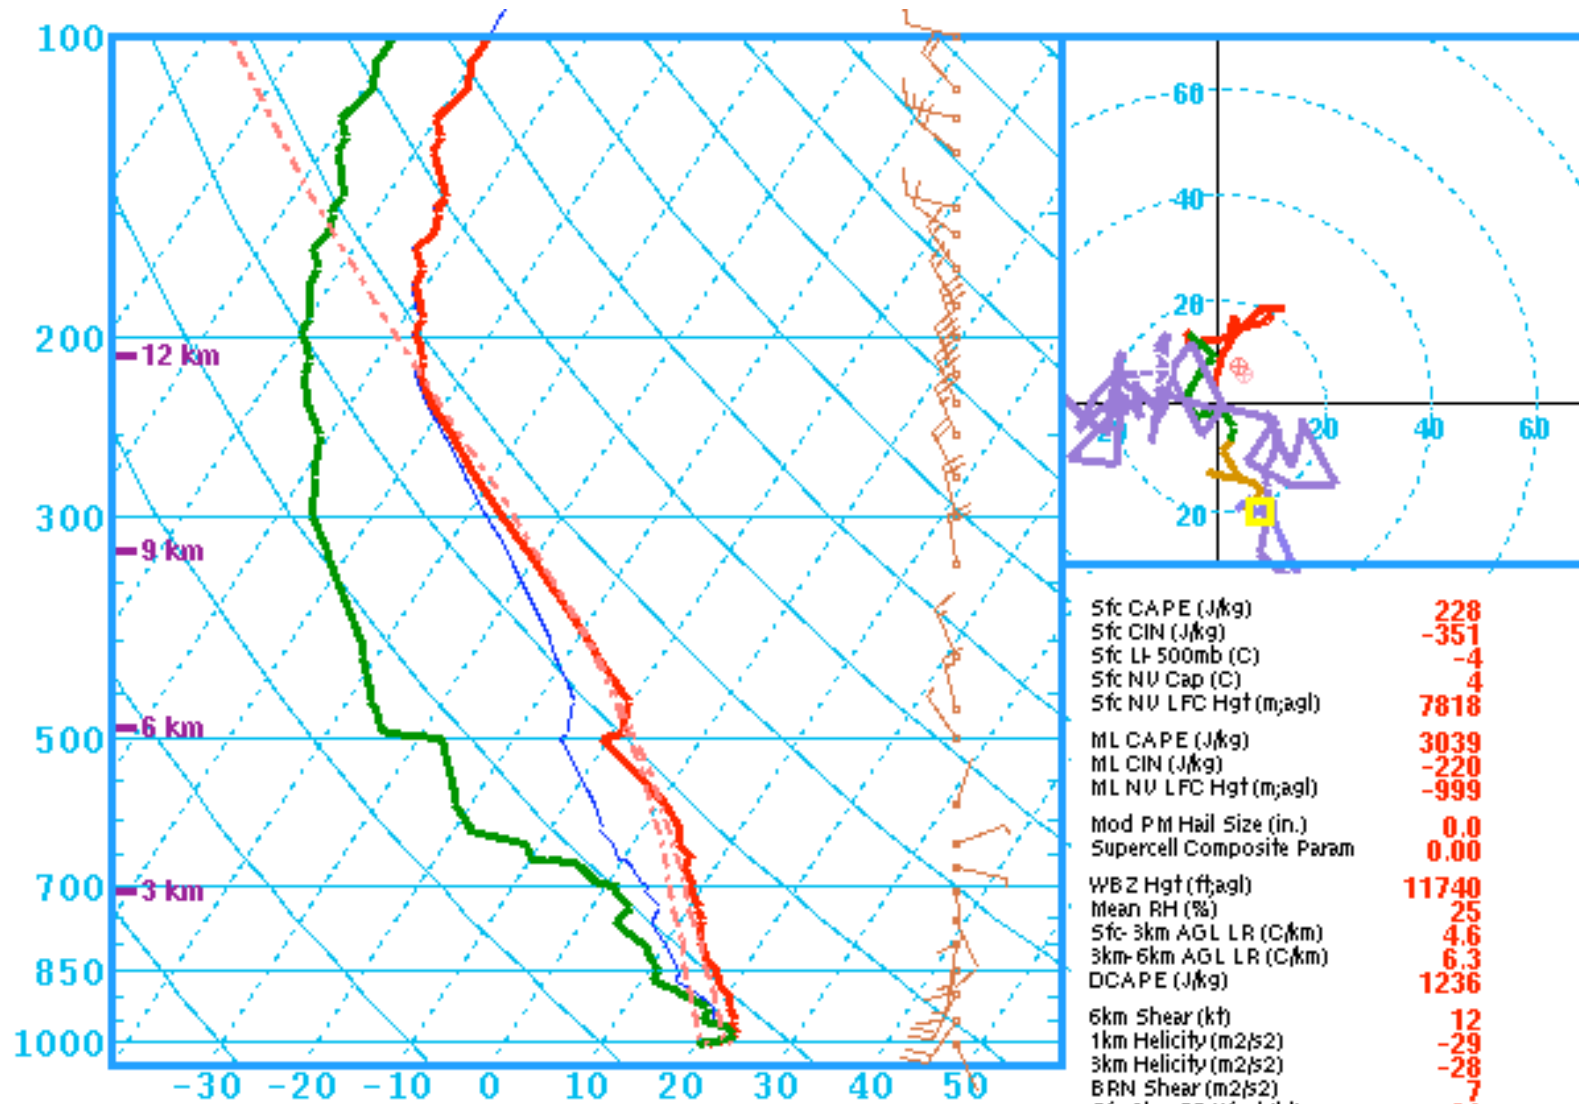 100
200
300
500
700
850
1000
12 km
9 km
6 km
3 km
-30 -20 -10 0 10 20 30 40 50
60
40
20
20 20 40 60
20
Sfc CAPE (J/kg) 228
Sfc CIN (J/kg) -351
Sfc LI-500mb (C) -4
Sfc NV Cap (C) 4
Sfc NV LFC Hgt (m;agl) 7818
ML CAPE (J/kg) 3039
ML CIN (J/kg) -220
ML NV LFC Hgt (m;agl) -999
Mod PM Hail Size (in.) 0.0
Supercell Composite Param 0.00
WBZ Hgt (ft;agl) 11740
Mean RH (%) 25
Sfc-3km AGL LR (C/km) 4.6
3km-6km AGL LR (C/km) 6.3
DCAPE (J/kg) 1236
6km Shear (kt) 12
1km Helicity (m2/s2) -29
3km Helicity (m2/s2) -28
BRN Shear (m2/s2) 7